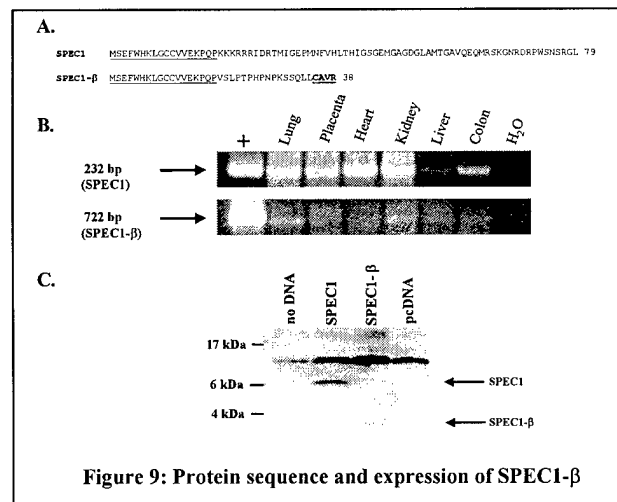 A.
SPEC1 MSEFWHKLGCCVVEKPQPKKKRRRIDRTMIGEPMNFVHLTHIGSGEMGAGDGLAMTGAVQEQMRSKGNRDRPWSNSRGL 79
SPEC1-β MSEFWHKLGCCVVEKPQPVSLPTPHPNPKSSQLLCAVR 38
B.
+ Lung Placenta Heart Kidney Liver Colon H₂O
232 bp
(SPEC1)
722 bp
(SPEC1-β)
C.
no DNA SPEC1 SPEC1-β pcDNA
17 kDa
6 kDa SPEC1
4 kDa SPEC1-β
Figure 9: Protein sequence and expression of SPEC1-β